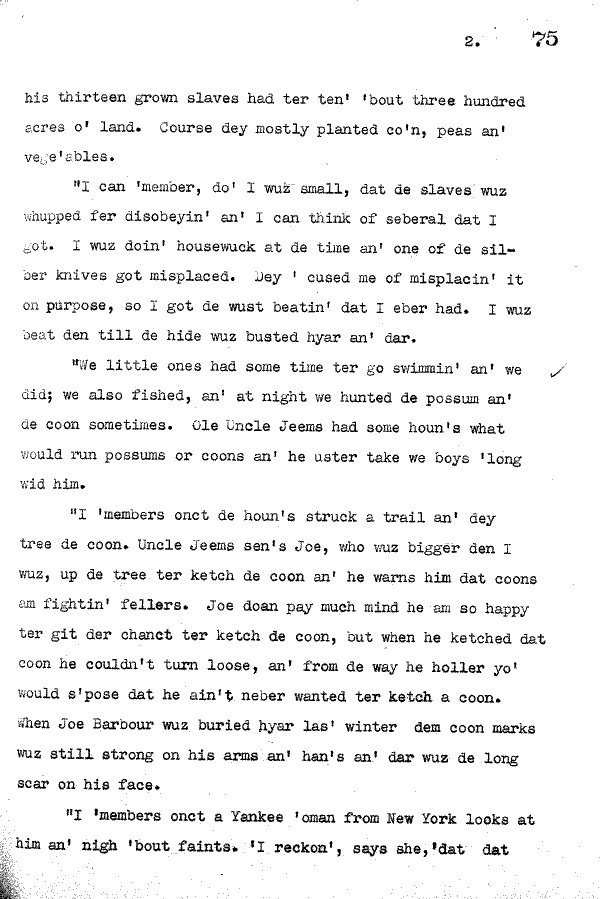 2. 75
his thirteen grown slaves had ter ten' 'bout three hundred
acres o' land. Course dey mostly planted co'n, peas an'
vege'ables.
"I can 'member, do' I wuz small, dat de slaves wuz
whupped fer disobeyin' an' I can think of seberal dat I
got. I wuz doin' housewuck at de time an' one of de sil-
ber knives got misplaced. Dey ' cused me of misplacin' it
on purpose, so I got de wust beatin' dat I eber had. I wuz
beat den till de hide wuz busted hyar an' dar.
"We little ones had some time ter go swimmin' an' we
did; we also fished, an' at night we hunted de possum an'
de coon sometimes. Ole Uncle Jeems had some houn's what
would run possums or coons an' he uster take we boys 'long
wid him.
"I 'members onct de houn's struck a trail an' dey
tree de coon. Uncle Jeems sen's Joe, who wuz bigger den I
wuz, up de tree ter ketch de coon an' he warns him dat coons
am fightin' fellers. Joe doan pay much mind he am so happy
ter git der chanct ter ketch de coon, but when he ketched dat
coon he couldn't turn loose, an' from de way he holler yo'
would s'pose dat he ain't neber wanted ter ketch a coon.
When Joe Barbour wuz buried hyar las' winter dem coon marks
wuz still strong on his arms an' han's an' dar wuz de long
scar on his face.
"I 'members onct a Yankee 'oman from New York looks at
him an' nigh 'bout faints. 'I reckon', says she,'dat dat